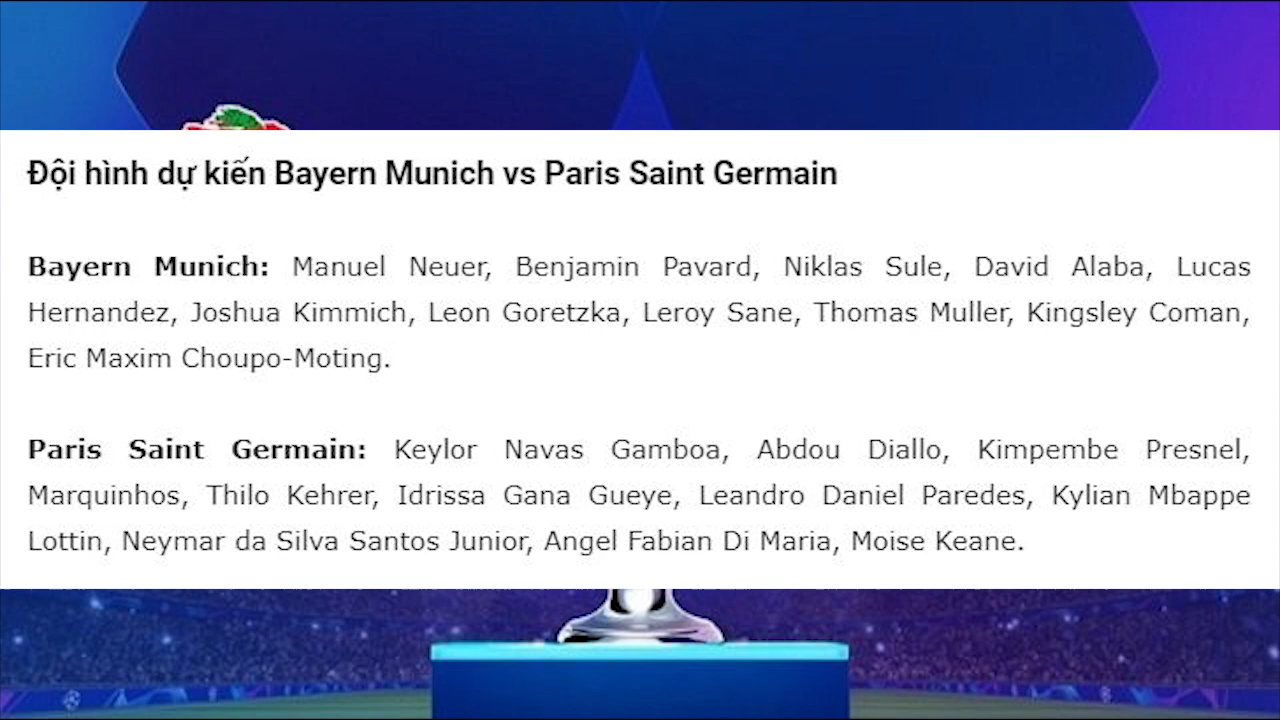 Đội hình dự kiến Bayern Munich vs Paris Saint Germain
Bayern Munich: Manuel Neuer, Benjamin Pavard, Niklas Sule, David Alaba, Lucas
Hernandez, Joshua Kimmich, Leon Goretzka, Leroy Sane, Thomas Muller, Kingsley Coman,
Eric Maxim Choupo-Moting.
Paris Saint Germain: Keylor Navas Gamboa, Abdou Diallo, Kimpembe Presnel,
Marquinhos, Thilo Kehrer, Idrissa Gana Gueye, Leandro Daniel Paredes, Kylian Mbappe
Lottin, Neymar da Silva Santos Junior, Angel Fabian Di Maria, Moise Keane.